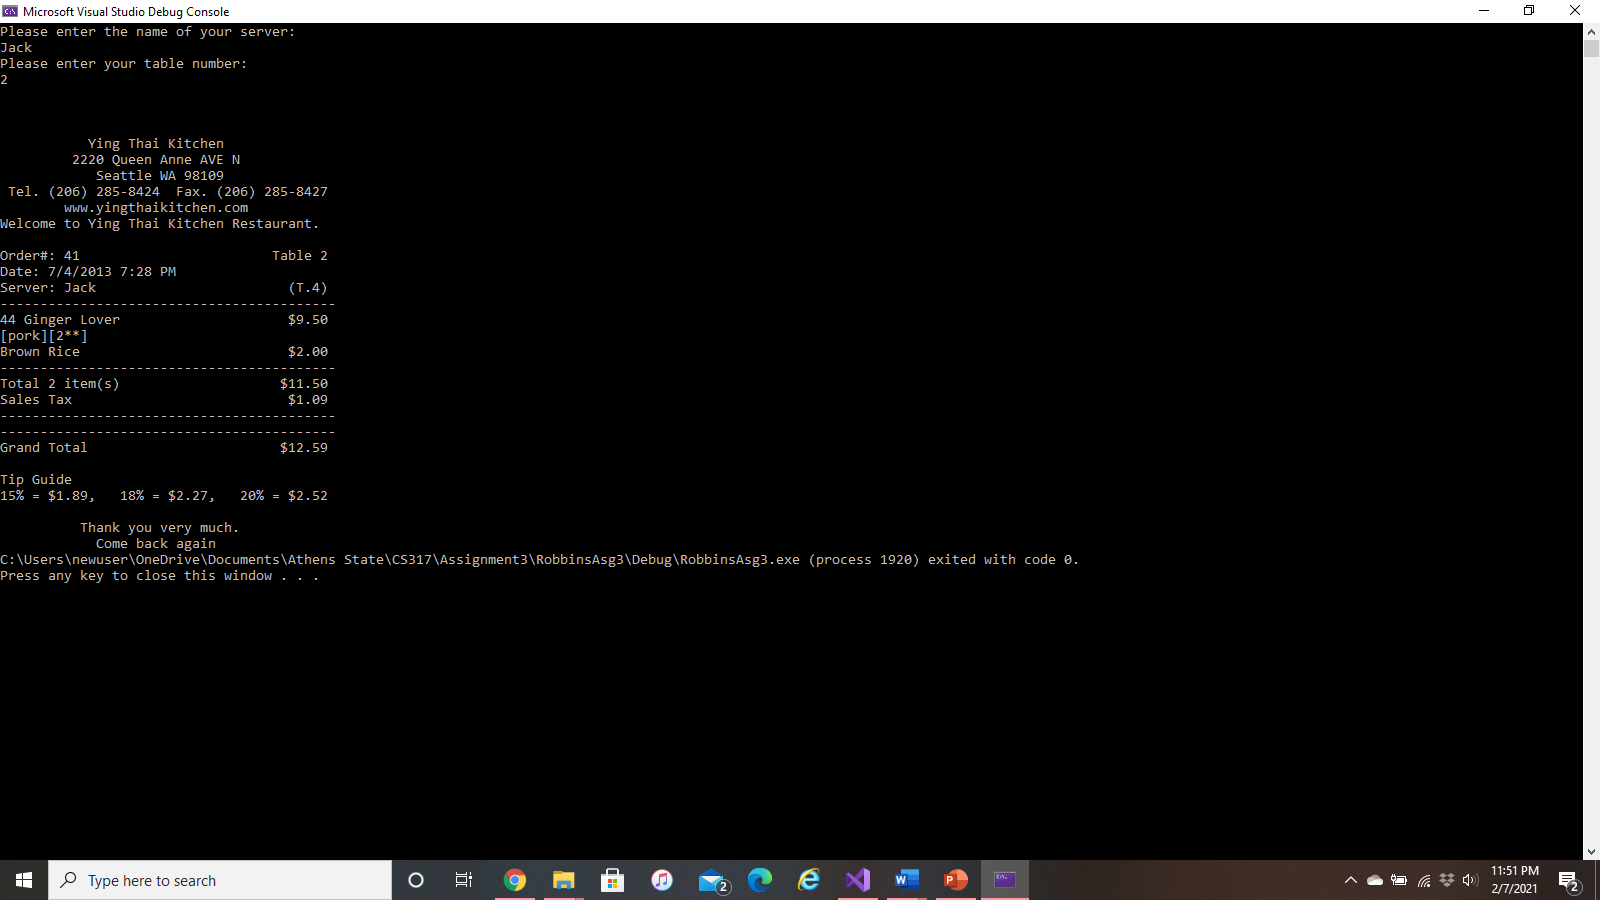 Microsoft Visual Studio Debug Console
Please enter the name of your server:
Jack
Please enter your table number:
2
Ying Thai Kitchen
2220 Queen Anne AVE N
Seattle WA 98109
Tel. (206) 285-8424  Fax. (206) 285-8427
www.yingthaikitchen.com
Welcome to Ying Thai Kitchen Restaurant.
Order#: 41                        Table 2
Date: 7/4/2013 7:28 PM
Server: Jack                        (T.4)
------------------------------------------
44 Ginger Lover                     $9.50
[pork][2**]
Brown Rice                          $2.00
------------------------------------------
Total 2 item(s)                    $11.50
Sales Tax                           $1.09
------------------------------------------
------------------------------------------
Grand Total                        $12.59
Tip Guide
15% = $1.89,   18% = $2.27,   20% = $2.52
Thank you very much.
Come back again
C:\Users\newuser\OneDrive\Documents\Athens State\CS317\Assignment3\RobbinsAsg3\Debug\RobbinsAsg3.exe (process 1920) exited with code 0.
Press any key to close this window . . .
Type here to search
2
11:51 PM
2/7/2021
2